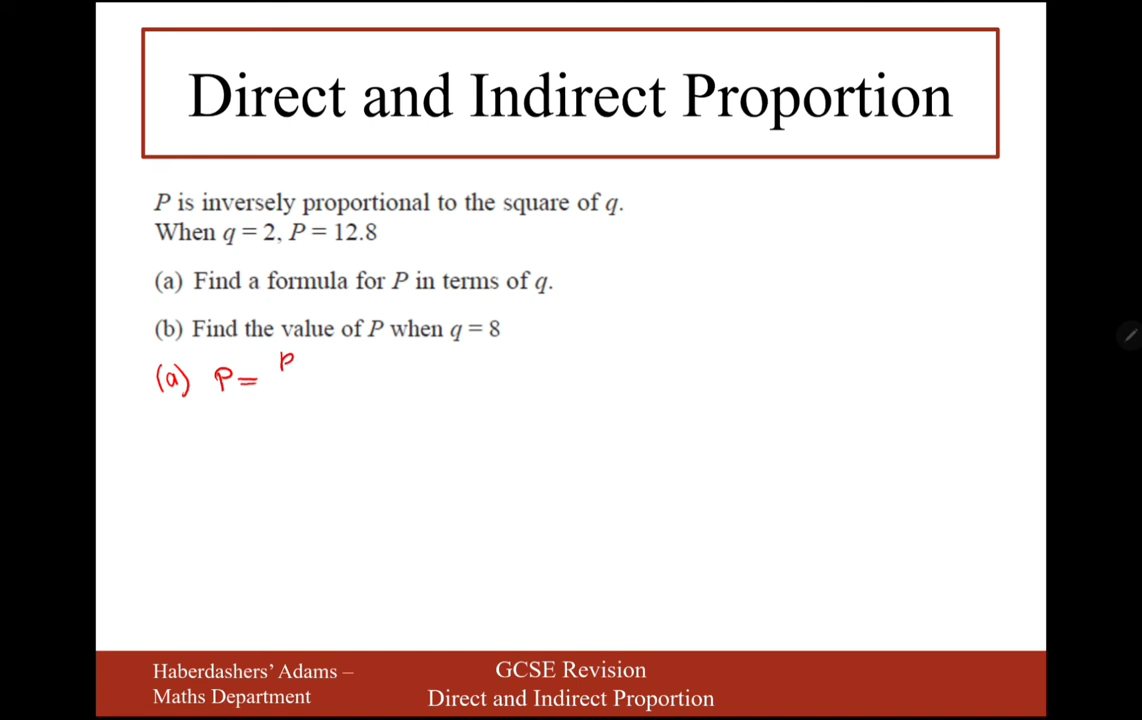 Direct and Indirect Proportion
P is inversely proportional to the square of q.
When q = 2, P = 12.8
(a) Find a formula for P in terms of q.
(b) Find the value of P when q = 8
(a) P = p
Haberdashers’ Adams –
Maths Department
GCSE Revision
Direct and Indirect Proportion